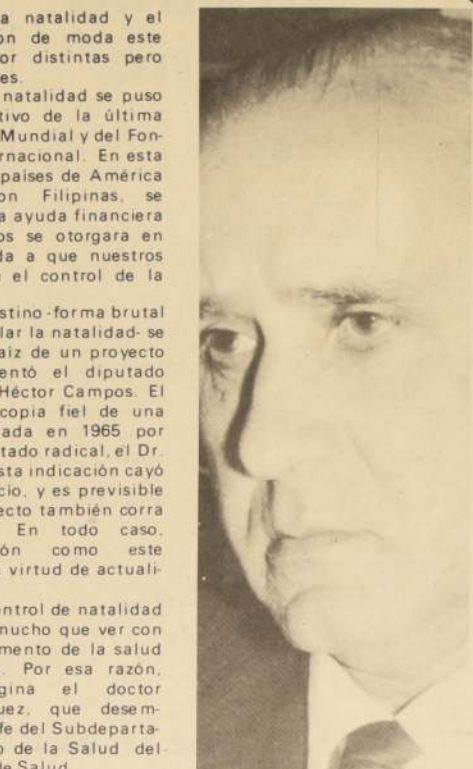 a natalidad y el
on de moda este
or distintas pero
es.
natalidad se puso
tivo de la última
Mundial y del Fon-
rnacional. En esta
países de América
on Filipinas, se
a ayuda financiera
os se otorgara en
da a que nuestros
el control de la
stino -forma brutal
lar la natalidad- se
aíz de un proyecto
entó el diputado
Héctor Campos. El
copia fiel de una
ada en 1965 por
tado radical, el Dr.
sta indicación cayó
cio, y es previsible
ecto también corra
En todo caso,
ón como este
virtud de actuali-
ntrol de natalidad
mucho que ver con
mento de la salud
. Por esa razón,
gina el doctor
uez, que desem-
fe del Subdeparta-
o de la Salud del
de Salud